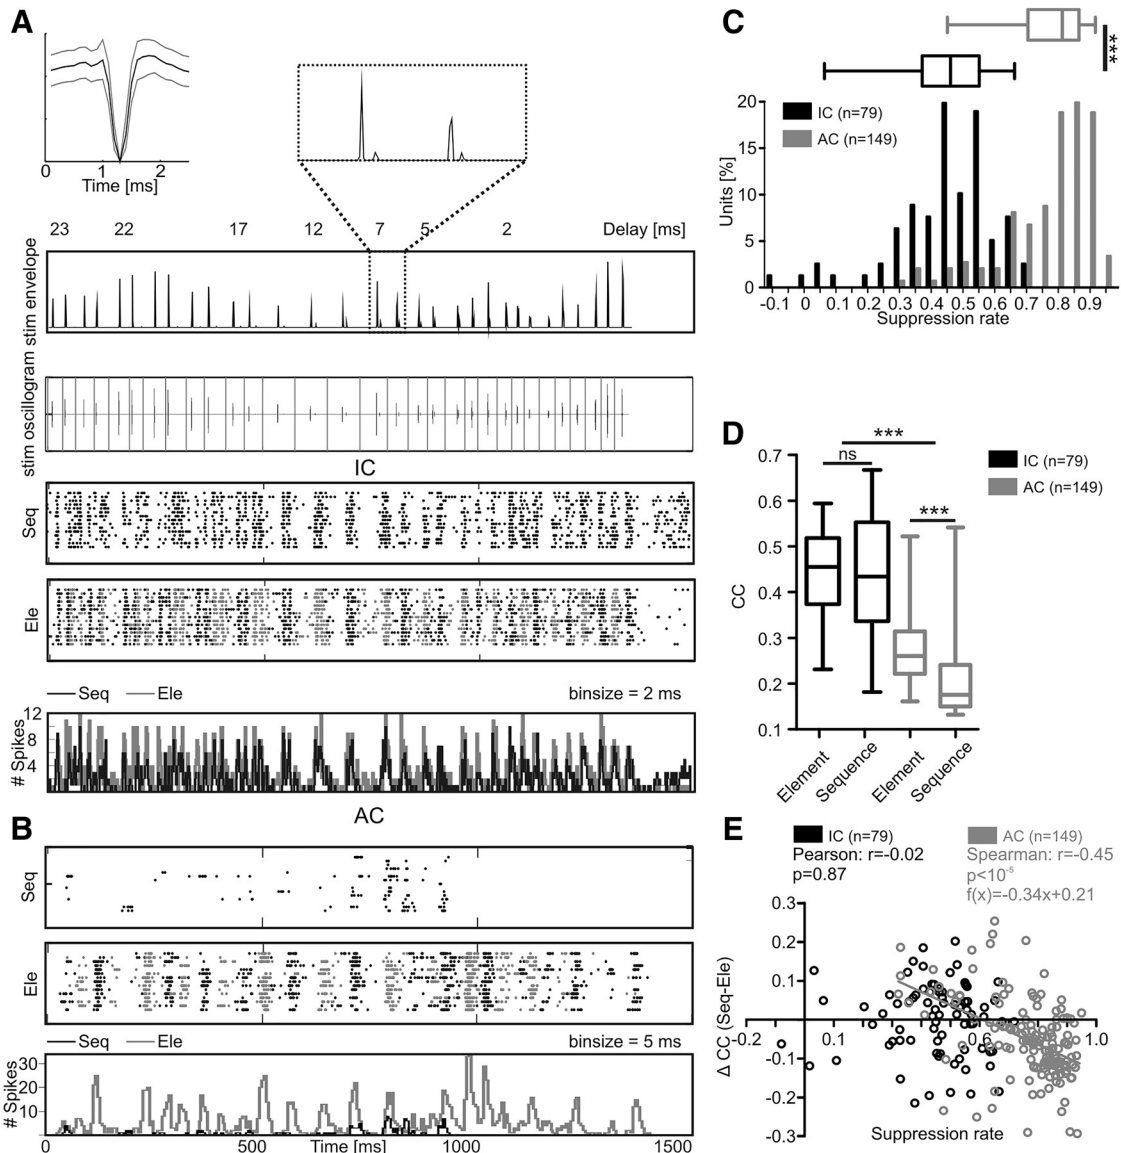 A
0 1 2
Time [ms]
23 22 17 12 7 5 2 Delay [ms]
stim envelope
stim oscillogram
IC
Seq
Ele
Seq Ele binsize = 2 ms
12
8
4
# Spikes
B
AC
Seq
Ele
Seq Ele binsize = 5 ms
30
20
10
# Spikes
0 500 Time [ms] 1000 1500
C
***
20
15
10
5
0
Units [%]
IC (n=79)
AC (n=149)
-0.1 0 0.1 0.2 0.3 0.4 0.5 0.6 0.7 0.8 0.9
Suppression rate
D
***
ns
***
IC (n=79)
AC (n=149)
0.7
0.6
0.5
0.4
0.3
0.2
0.1
CC
Element Sequence Element Sequence
E
IC (n=79)
Pearson: r=-0.02
p=0.87
AC (n=149)
Spearman: r=-0.45
p<10⁻⁵
f(x)=-0.34x+0.21
0.3
0.2
0.1
-0.1
-0.2
-0.3
Δ CC (Seq-Ele)
-0.2 0.1 0.6 1.0
Suppression rate